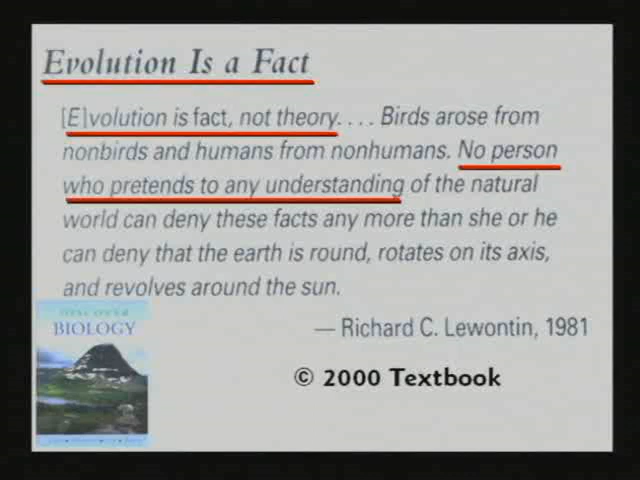 Evolution Is a Fact
[E]volution is fact, not theory. . . . Birds arose from
nonbirds and humans from nonhumans. No person
who pretends to any understanding of the natural
world can deny these facts any more than she or he
can deny that the earth is round, rotates on its axis,
and revolves around the sun.
— Richard C. Lewontin, 1981
DISCOVER
BIOLOGY
© 2000 Textbook